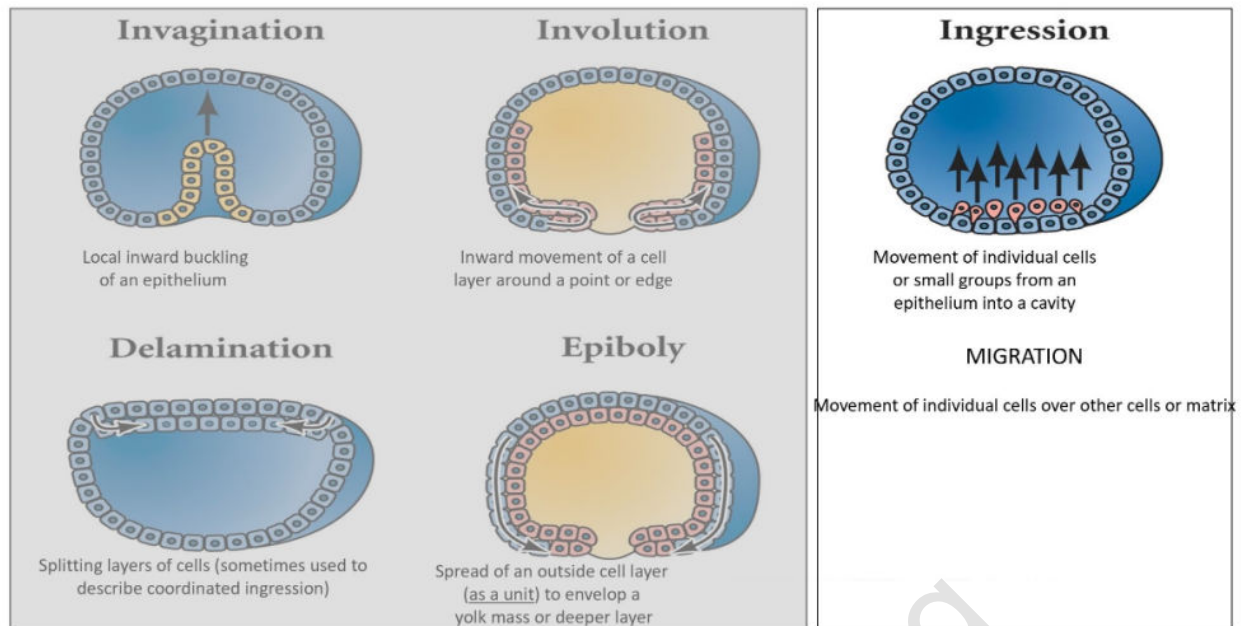 Invagination
Local inward buckling
of an epithelium
Involution
Inward movement of a cell
layer around a point or edge
Ingression
Movement of individual cells
or small groups from an
epithelium into a cavity
Delamination
Splitting layers of cells (sometimes used to
describe coordinated ingression)
Epiboly
Spread of an outside cell layer
(as a unit) to envelop a
yolk mass or deeper layer
MIGRATION
Movement of individual cells over other cells or matrix